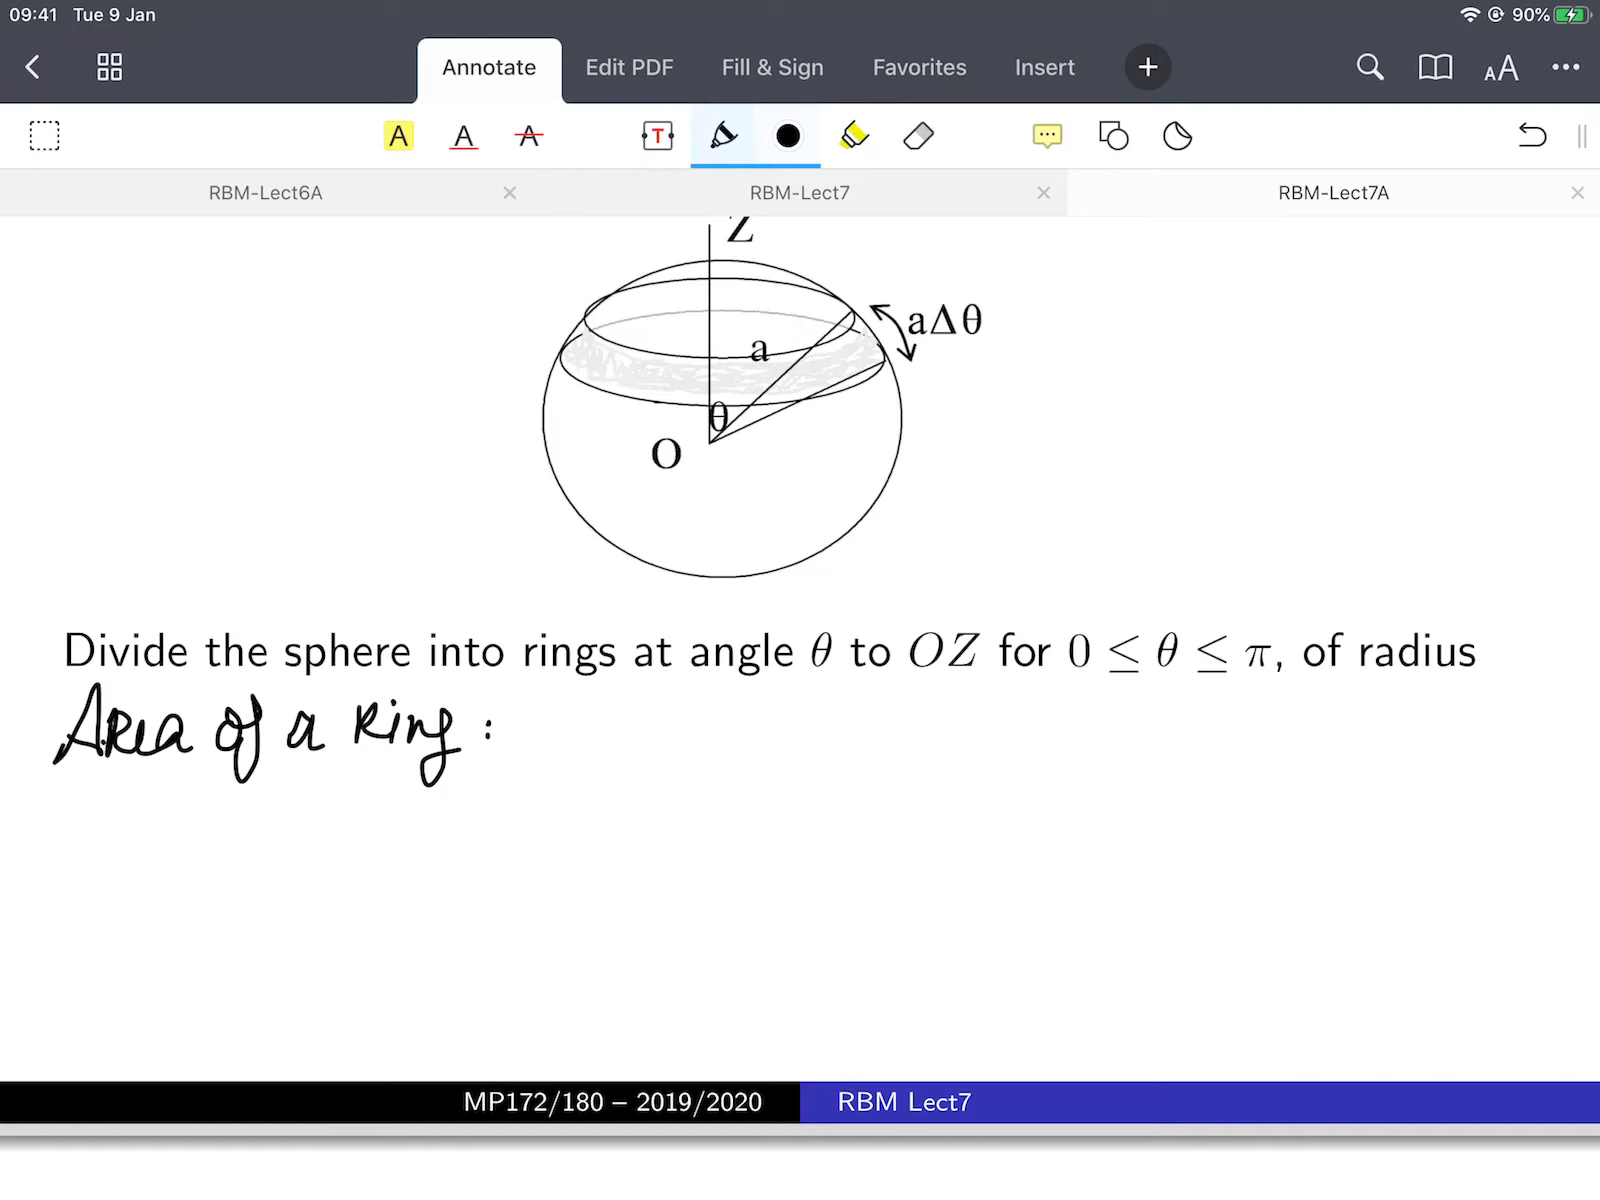 09:41 Tue 9 Jan 90%
Annotate Edit PDF Fill & Sign Favorites Insert
RBM-Lect6A RBM-Lect7 RBM-Lect7A
Z
aΔθ
a
θ
O
Divide the sphere into rings at angle θ to OZ for 0 ≤ θ ≤ π, of radius
Area of a Ring :
MP172/180 – 2019/2020 RBM Lect7